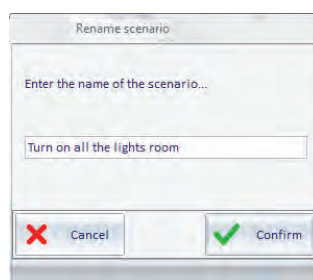 Rename scenario
Enter the name of the scenario...
Turn on all the lights room
Cancel
Confirm